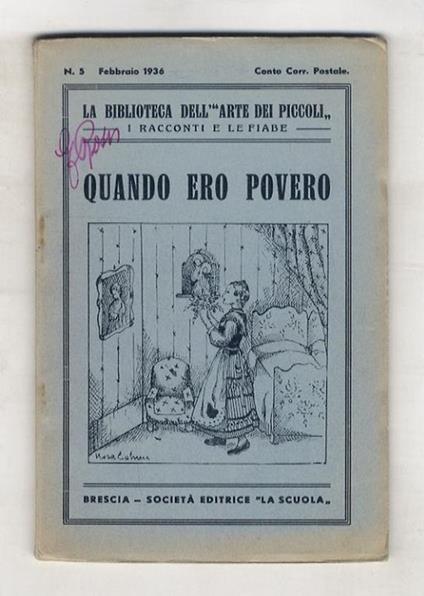 N. 5 Febbraio 1936 Conto Corr. Postale.
LA BIBLIOTECA DELL'"ARTE DEI PICCOLI„
I RACCONTI E LE FIABE
QUANDO ERO POVERO
BRESCIA – SOCIETÀ EDITRICE "LA SCUOLA„